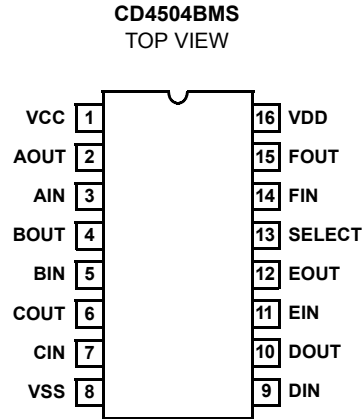 CD4504BMS
TOP VIEW
VCC 1 16 VDD
AOUT 2 15 FOUT
AIN 3 14 FIN
BOUT 4 13 SELECT
BIN 5 12 EOUT
COUT 6 11 EIN
CIN 7 10 DOUT
VSS 8 9 DIN